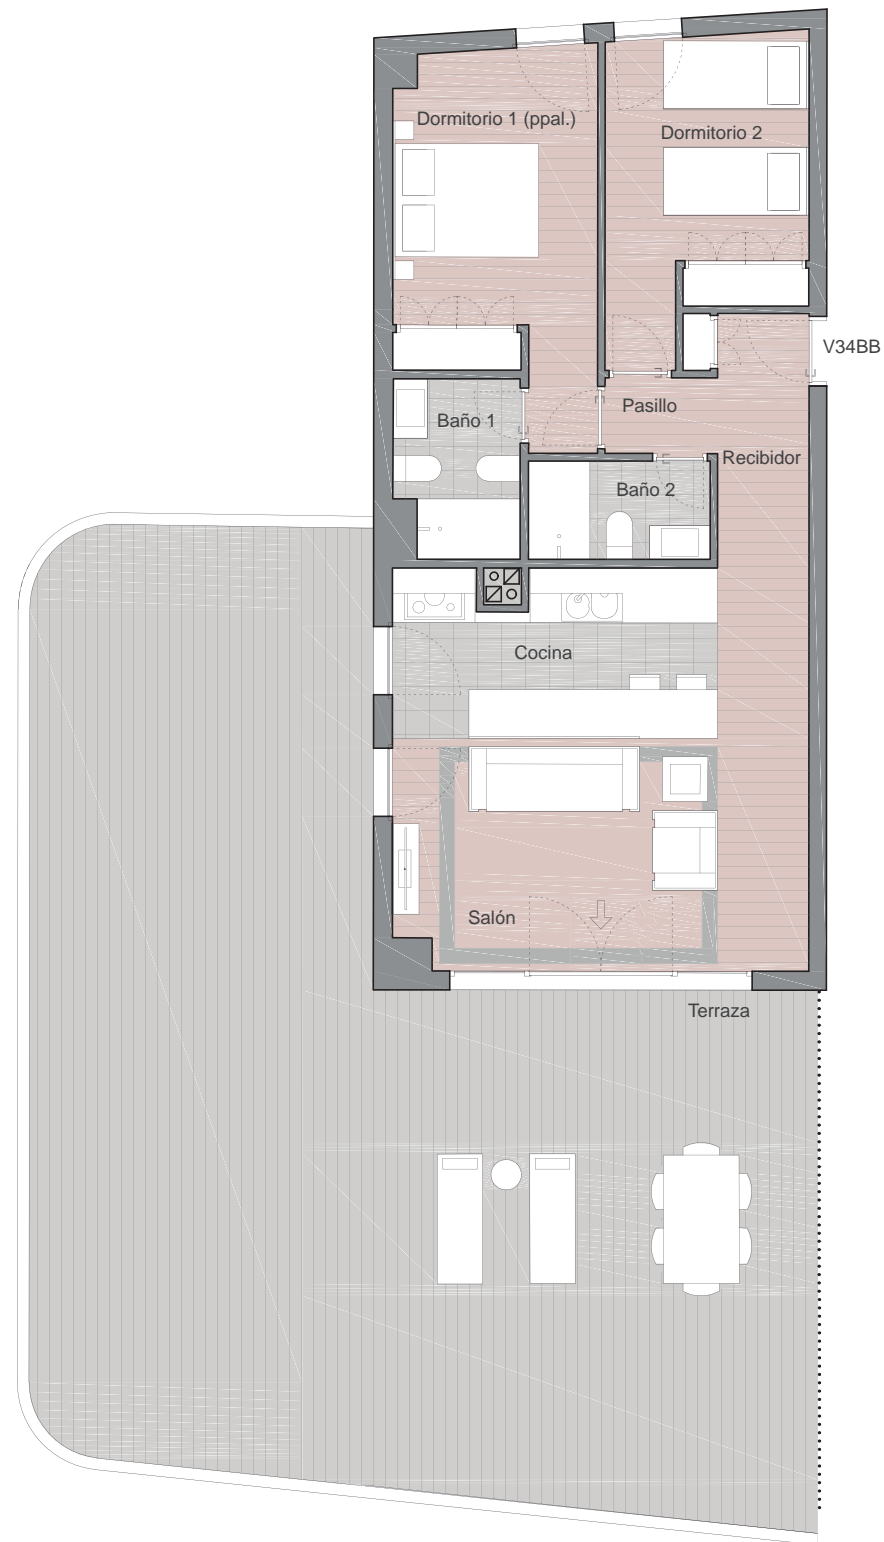 Dormitorio 1 (ppal.)
Dormitorio 2
V34BB
Pasillo
Baño 1
Recibidor
Baño 2
Cocina
Salón
Terraza